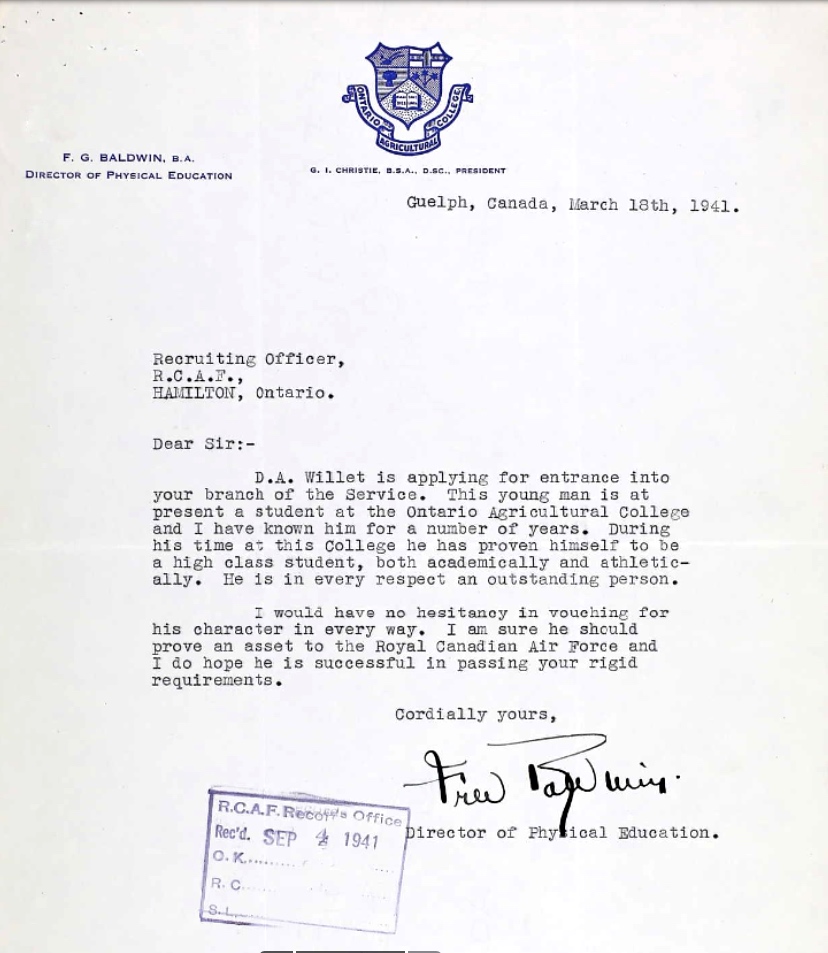 ONTARIO AGRICULTURAL COLLEGE
F. G. BALDWIN, B.A.
DIRECTOR OF PHYSICAL EDUCATION
G. I. CHRISTIE, B.S.A., D.SC., PRESIDENT
Guelph, Canada, March 18th, 1941.
Recruiting Officer,
R.C.A.F.,
HAMILTON, Ontario.
Dear Sir:-
D.A. Willet is applying for entrance into
your branch of the Service. This young man is at
present a student at the Ontario Agricultural College
and I have known him for a number of years. During
his time at this College he has proven himself to be
a high class student, both academically and athletic-
ally. He is in every respect an outstanding person.
I would have no hesitancy in vouching for
his character in every way. I am sure he should
prove an asset to the Royal Canadian Air Force and
I do hope he is successful in passing your rigid
requirements.
Cordially yours,
Fred Baldwin.
Director of Physical Education.
R.C.A.F. Records Office
Rec'd. SEP 4 1941
O.K.............
R. C.............
S.L.............